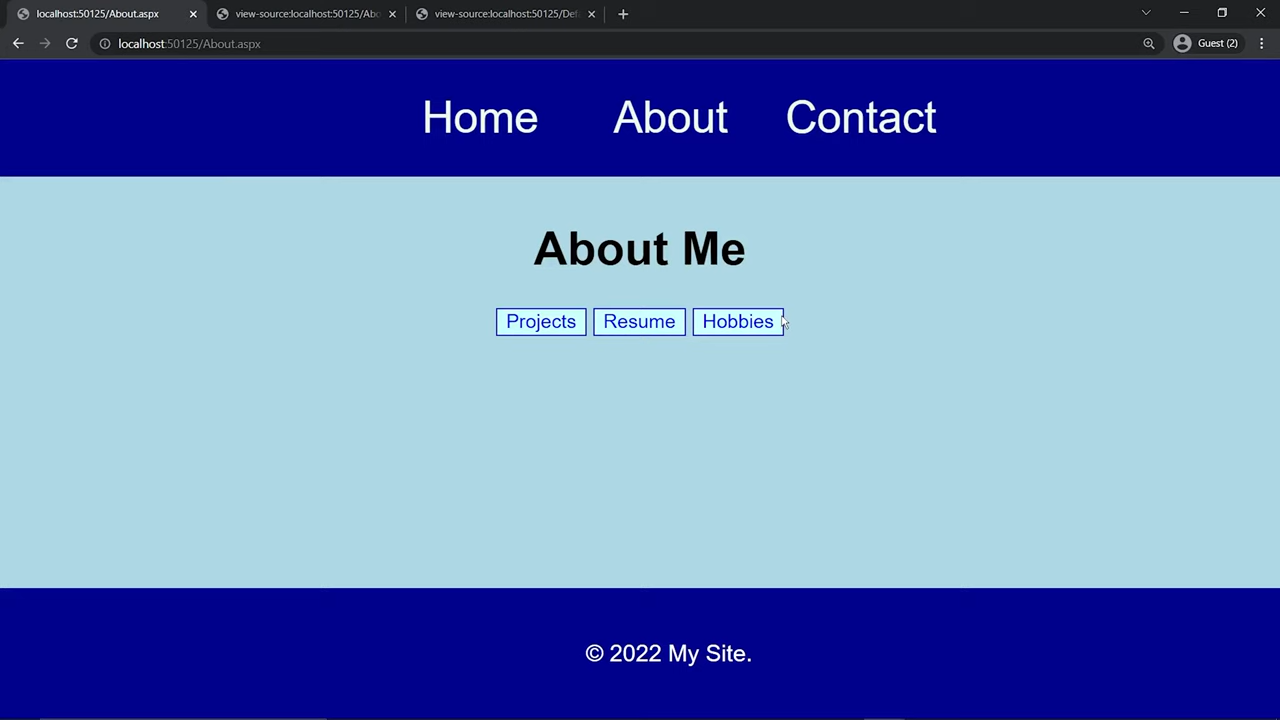 localhost:50125/About.aspx
view-source:localhost:50125/Abo
view-source:localhost:50125/Def
localhost:50125/About.aspx
Guest (2)
Home About Contact
About Me
Projects Resume Hobbies
© 2022 My Site.